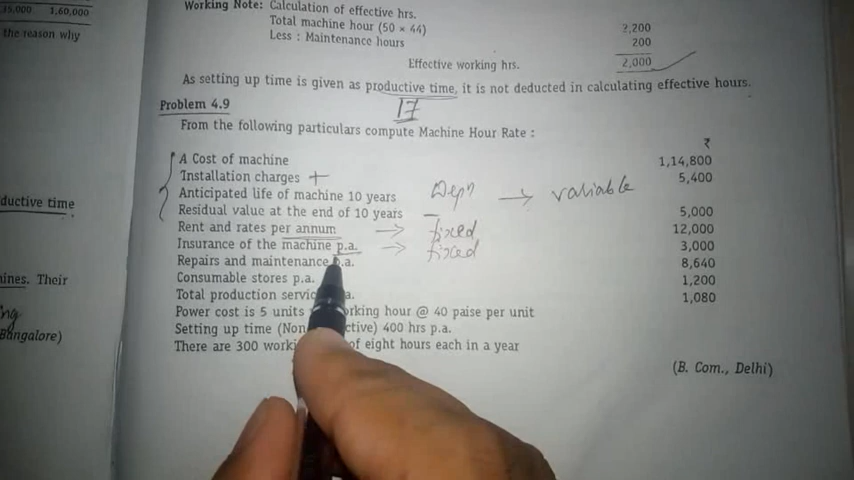 15,000 1,60,000
the reason why
ductive time
ines. Their
ng
Bangalore)
Working Note: Calculation of effective hrs.
Total machine hour (50 × 44) 2,200
Less : Maintenance hours 200
Effective working hrs. 2,000
As setting up time is given as productive time, it is not deducted in calculating effective hours.
Problem 4.9 17
From the following particulars compute Machine Hour Rate :
₹
A Cost of machine 1,14,800
Installation charges + 5,400
Anticipated life of machine 10 years Depn → variable
Residual value at the end of 10 years 5,000
Rent and rates per annum → fixed 12,000
Insurance of the machine p.a. → fixed 3,000
Repairs and maintenance p.a. 8,640
Consumable stores p.a. 1,200
Total production servic a. 1,080
Power cost is 5 units orking hour @ 40 paise per unit
Setting up time (Non ctive) 400 hrs p.a.
There are 300 worki of eight hours each in a year
(B. Com., Delhi)